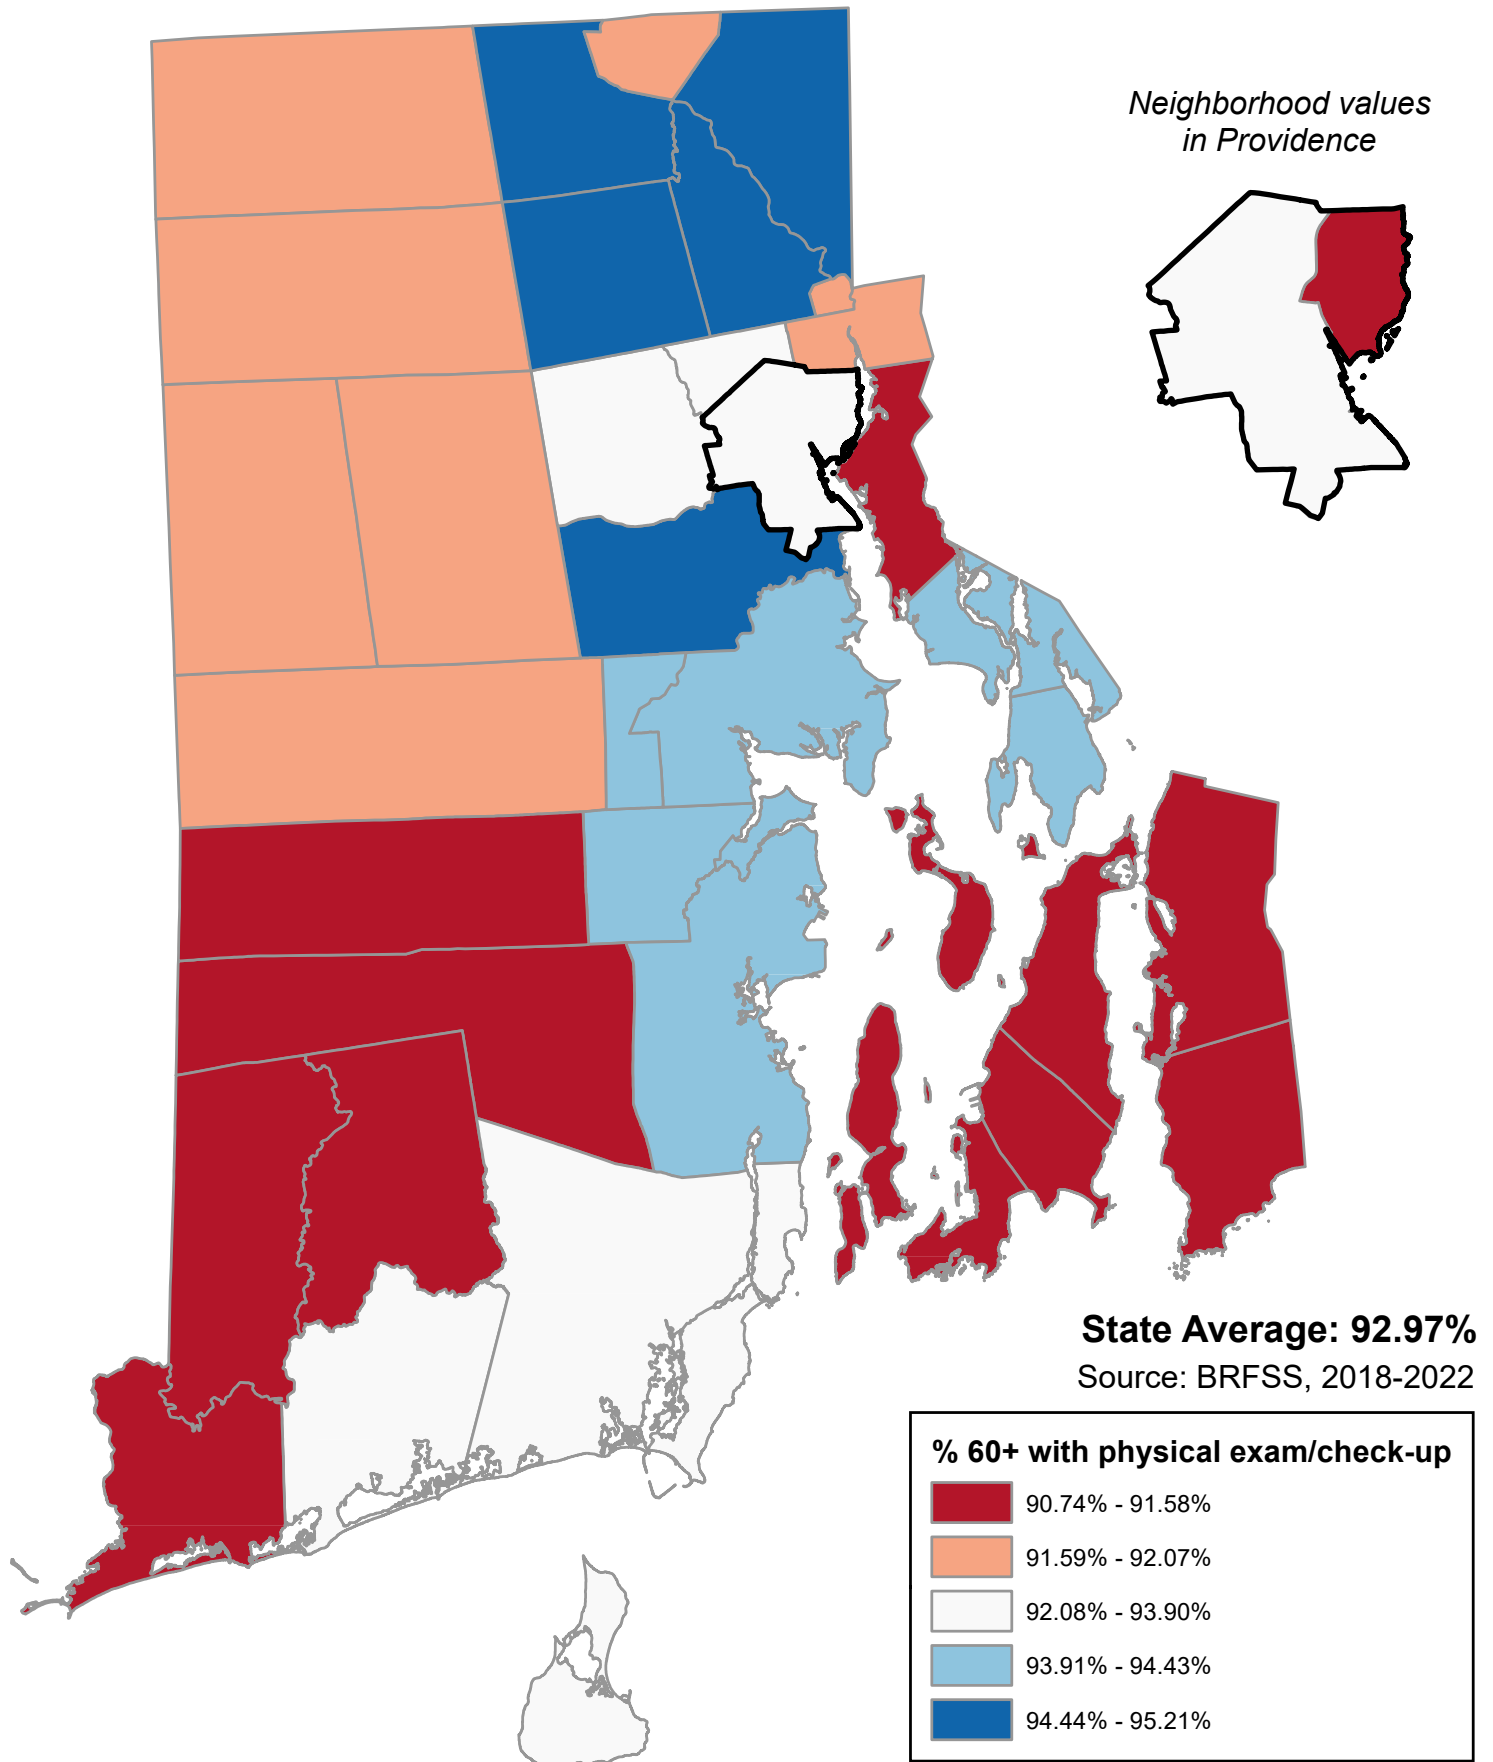 Neighborhood values
in Providence
State Average: 92.97%
Source: BRFSS, 2018-2022
% 60+ with physical exam/check-up
90.74% - 91.58%
91.59% - 92.07%
92.08% - 93.90%
93.91% - 94.43%
94.44% - 95.21%